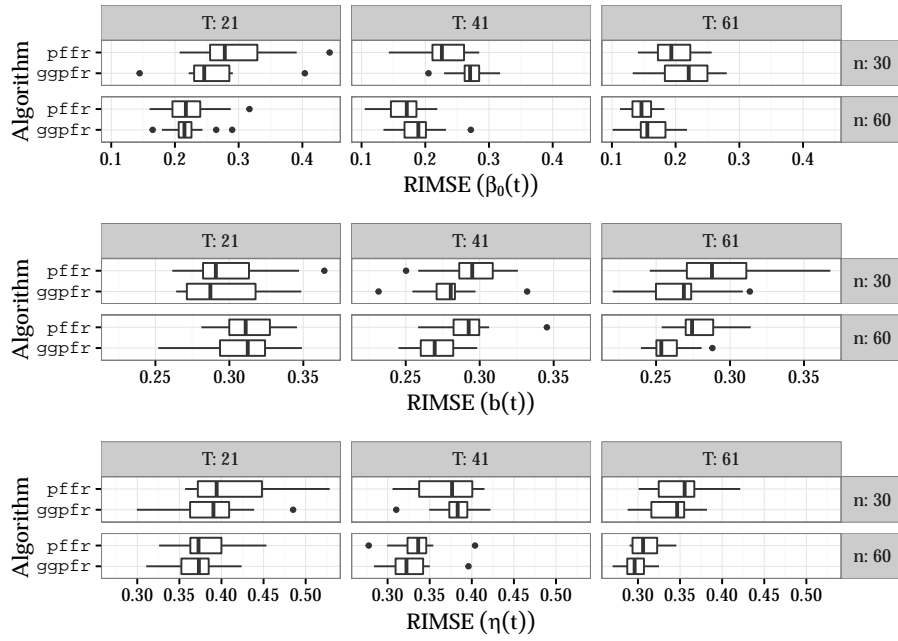 T: 21 T: 41 T: 61
Algorithm
pffr
ggpfr
n: 30
pffr
ggpfr
n: 60
0.1 0.2 0.3 0.4 0.1 0.2 0.3 0.4 0.1 0.2 0.3 0.4
RIMSE (β₀(t))
T: 21 T: 41 T: 61
Algorithm
pffr
ggpfr
n: 30
pffr
ggpfr
n: 60
0.25 0.30 0.35 0.25 0.30 0.35 0.25 0.30 0.35
RIMSE (b(t))
T: 21 T: 41 T: 61
Algorithm
pffr
ggpfr
n: 30
pffr
ggpfr
n: 60
0.30 0.35 0.40 0.45 0.50 0.30 0.35 0.40 0.45 0.50 0.30 0.35 0.40 0.45 0.50
RIMSE (η(t))